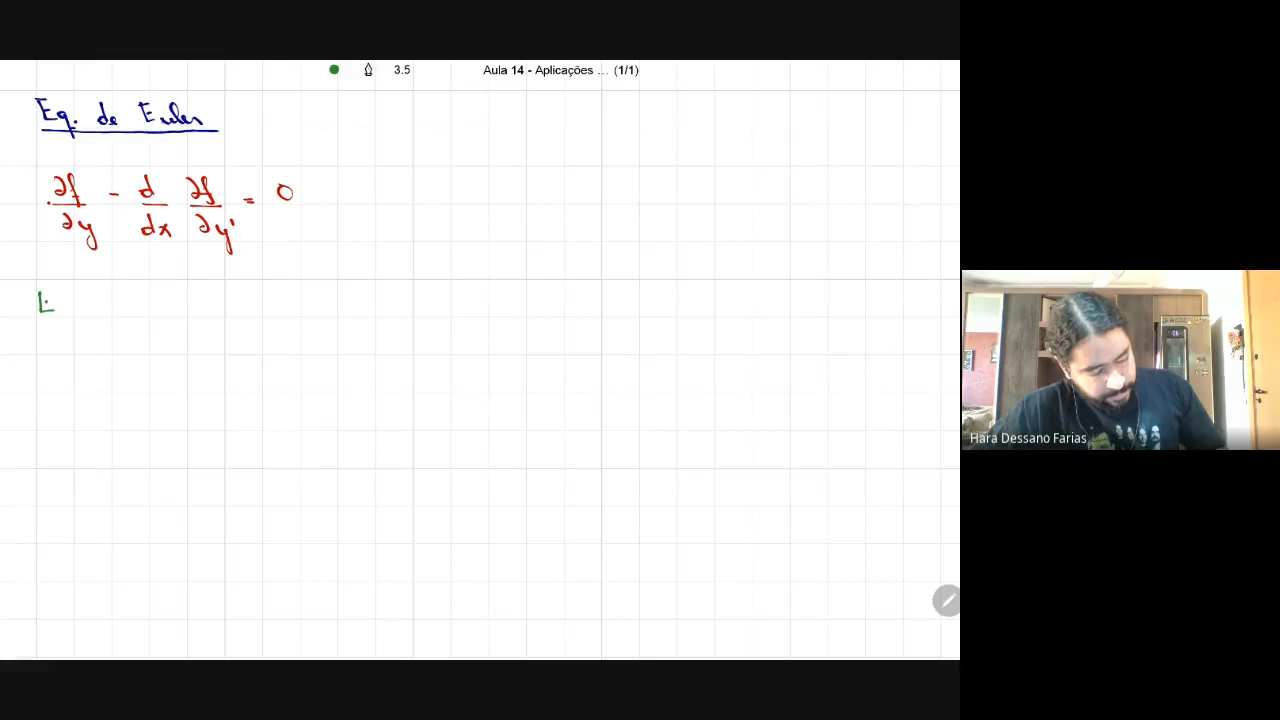 3.5 Aula 14 - Aplicações ... (1/1)
Eq. de Euler
∂f/∂y - d/dx ∂f/∂y' = 0
E
Hara Dessano Farias